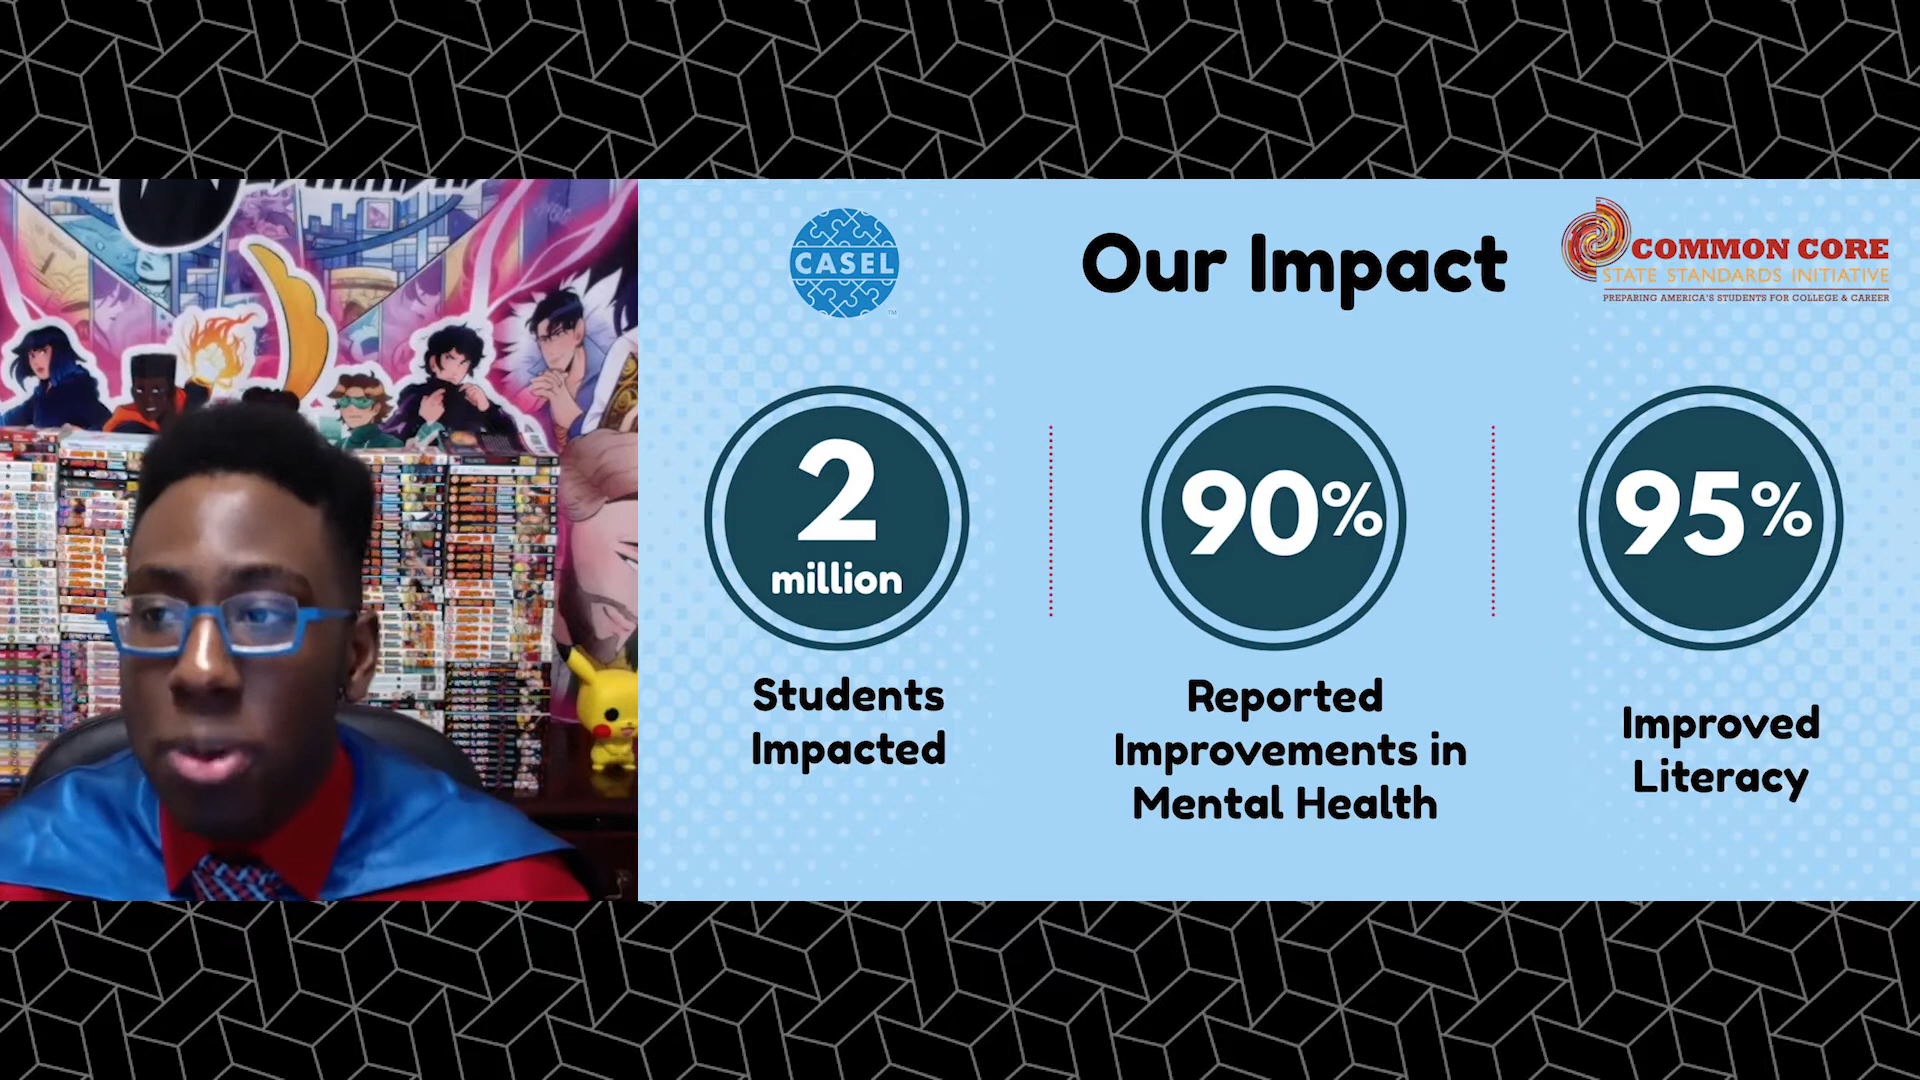 CASEL
TM
Our Impact
COMMON CORE
STATE STANDARDS INITIATIVE
PREPARING AMERICA'S STUDENTS FOR COLLEGE & CAREER
2
million
90%
95%
Students
Impacted
Reported
Improvements in
Mental Health
Improved
Literacy